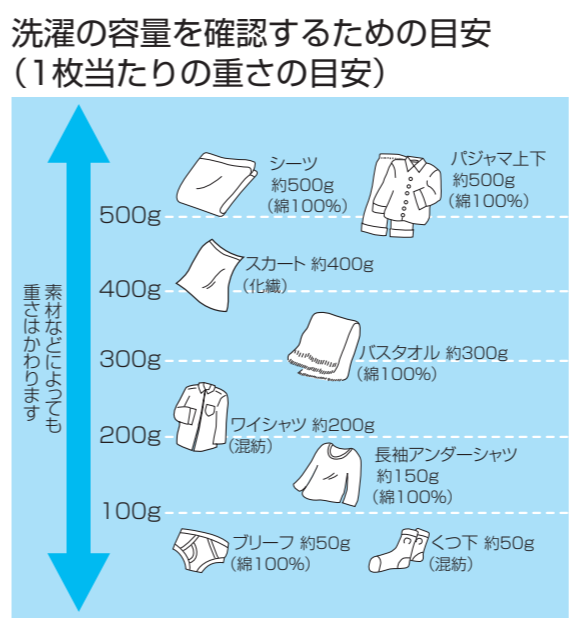 洗濯の容量を確認するための目安
（1枚当たりの重さの目安）
シーツ
約500g
（綿100%）
パジャマ上下
約500g
（綿100%）
500g
スカート 約400g
（化繊）
400g
バスタオル 約300g
（綿100%）
300g
ワイシャツ 約200g
（混紡）
200g
長袖アンダーシャツ
約150g
（綿100%）
100g
ブリーフ 約50g
（綿100%）
くつ下 約50g
（混紡）
素材などによっても
重さはかわります